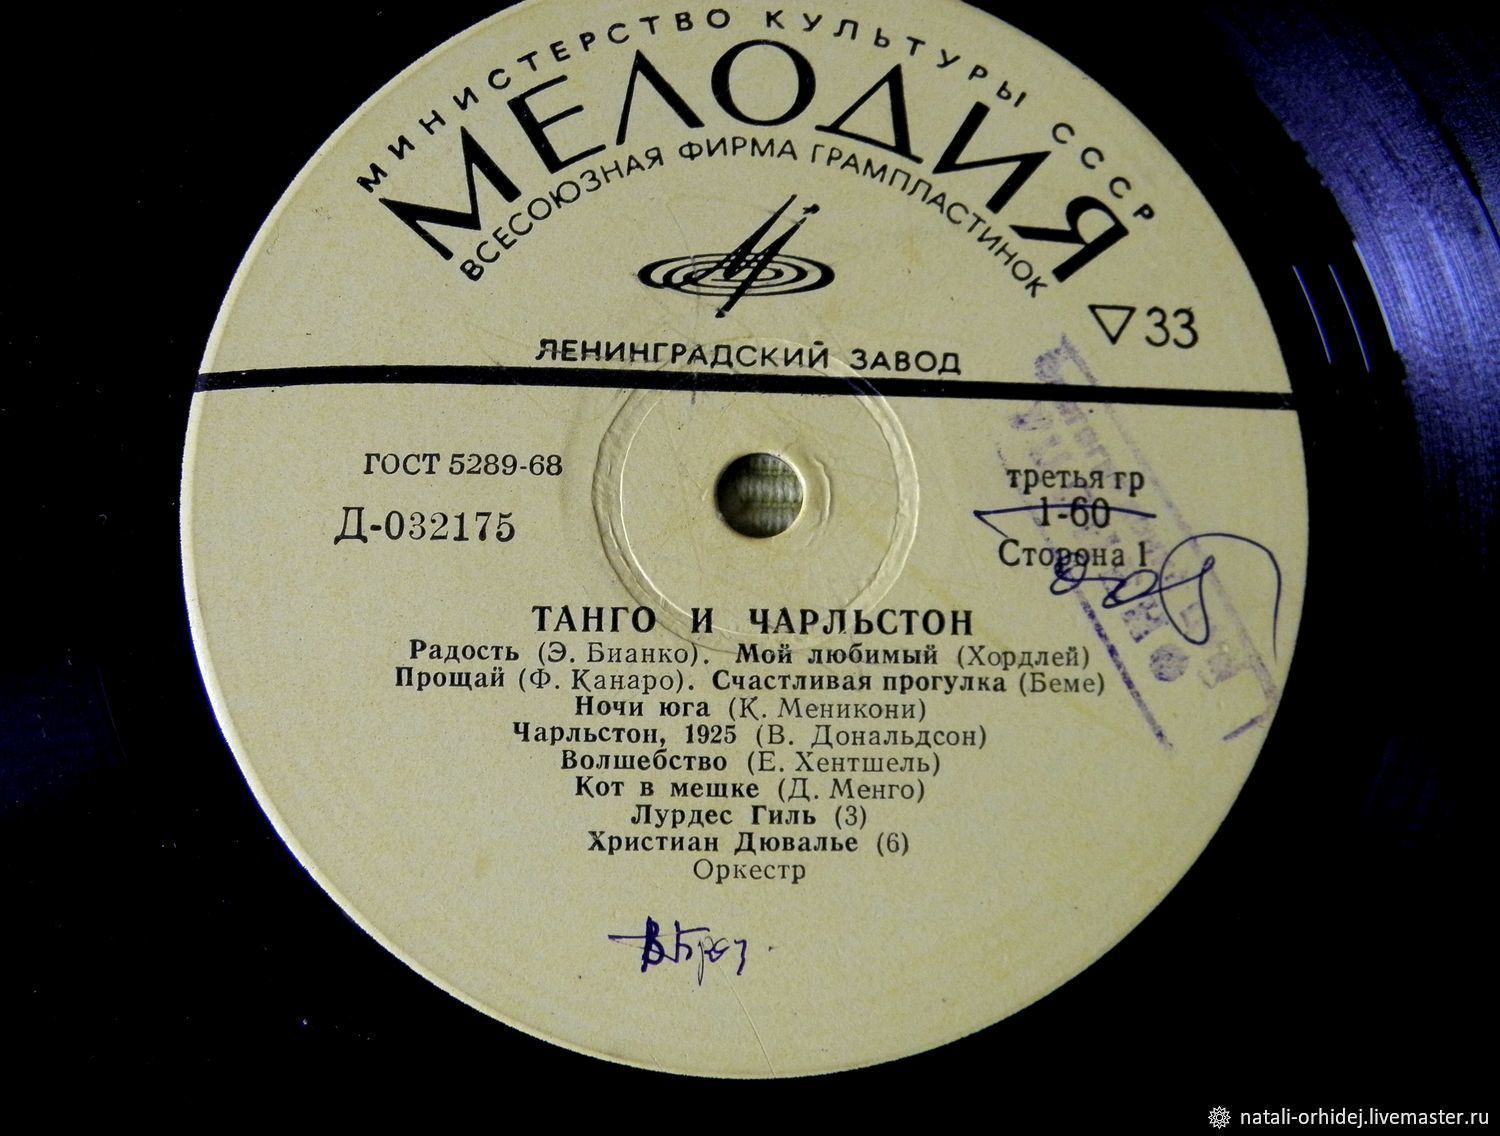 МИНИСТЕРСТВО КУЛЬТУРЫ СССР
МЕЛОДИЯ
ВСЕСОЮЗНАЯ ФИРМА ГРАМПЛАСТИНОК
▽33
ЛЕНИНГРАДСКИЙ ЗАВОД
ГОСТ 5289-68
третья гр
Д-032175
1-60
Сторона 1
ТАНГО И ЧАРЛЬСТОН
Радость (Э. Бианко). Мой любимый (Хордлей)
Прощай (Ф. Канаро). Счастливая прогулка (Беме)
Ночи юга (К. Меникони)
Чарльстон, 1925 (В. Дональдсон)
Волшебство (Е. Хентшель)
Кот в мешке (Д. Менго)
Лурдес Гиль (3)
Христиан Дювалье (6)
Оркестр
natali-orhidej.livemaster.ru